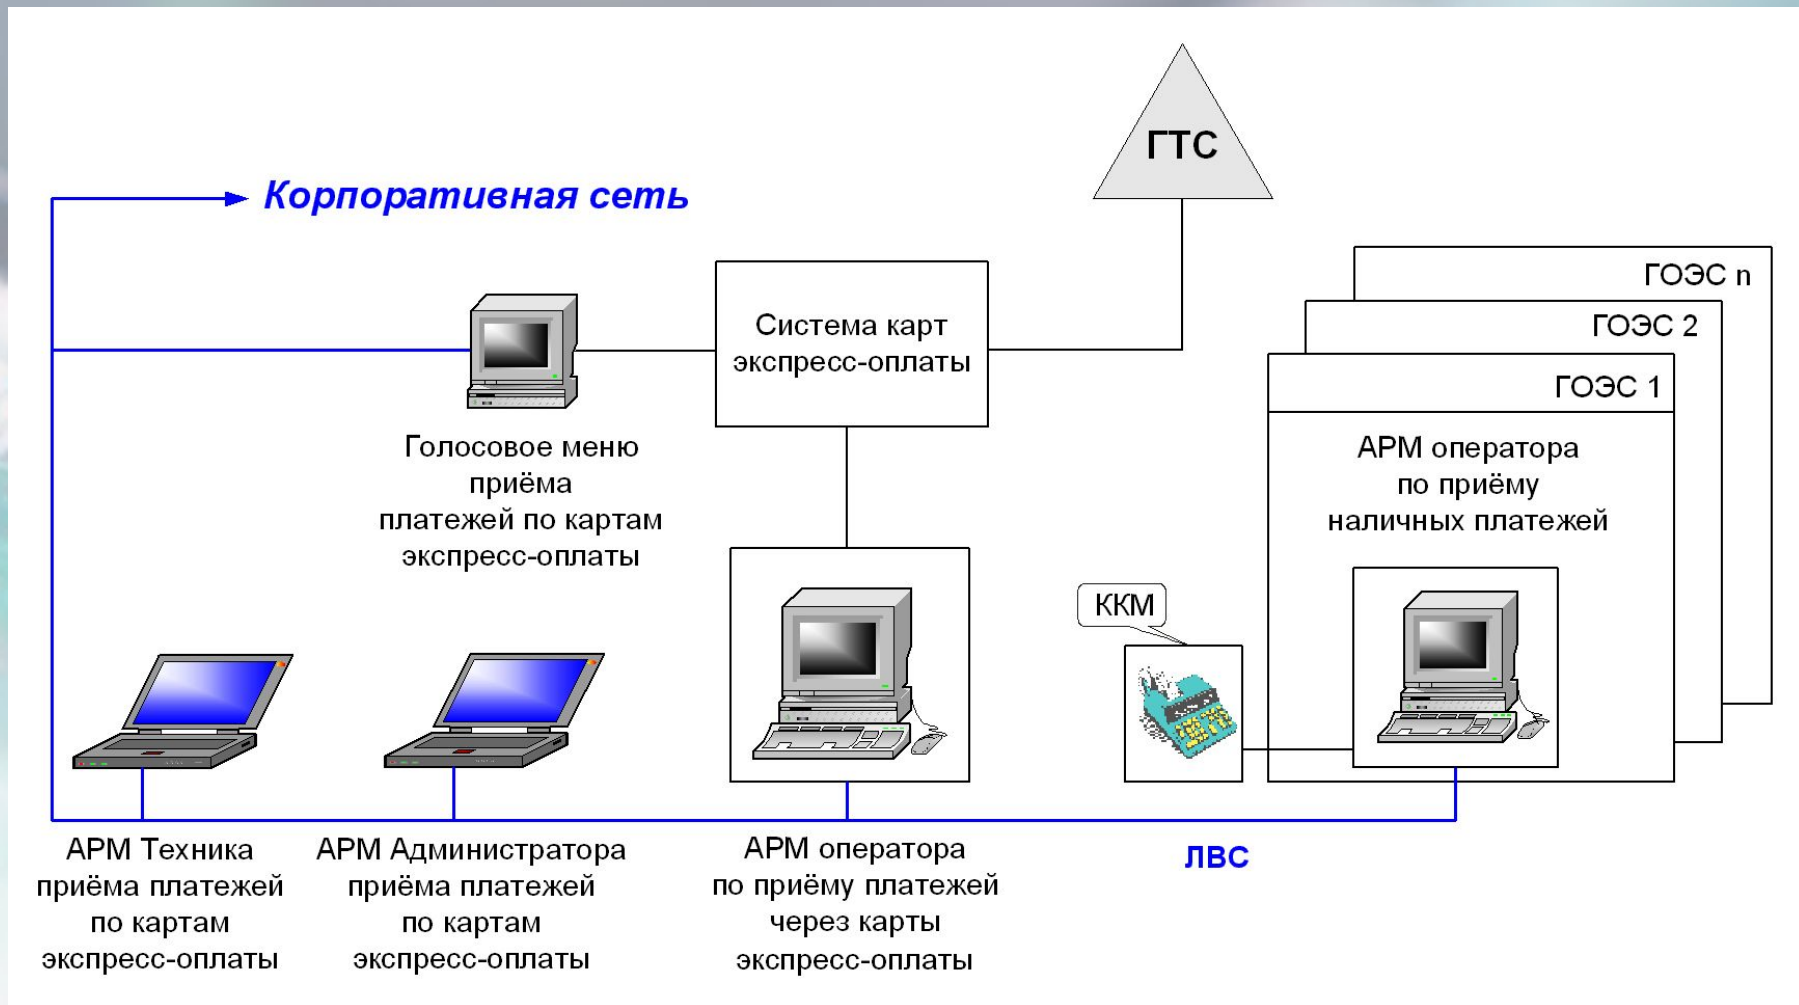 ГТС
Корпоративная сеть
ГОЭС n
Система карт
экспресс-оплаты
ГОЭС 2
ГОЭС 1
Голосовое меню
приёма
платежей по картам
экспресс-оплаты
АРМ оператора
по приёму
наличных платежей
ККМ
АРМ Техника
приёма платежей
по картам
экспресс-оплаты
АРМ Администратора
приёма платежей
по картам
экспресс-оплаты
АРМ оператора
по приёму платежей
через карты
экспресс-оплаты
ЛВС